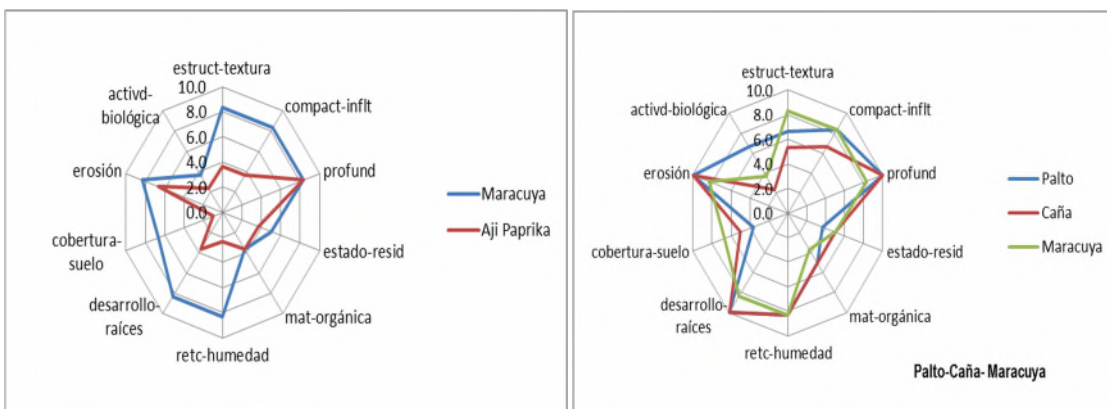 estruct-textura
10.0
8.0
6.0
4.0
2.0
0.0
compact-inflt
profund
estado-resid
mat-orgánica
retc-humedad
desarrollo-
raíces
cobertura-
suelo
erosión
activd-
biológica
Maracuya
Aji Paprika
estruct-textura
10.0
8.0
6.0
4.0
2.0
0.0
compact-inflt
profund
estado-resid
mat-orgánica
retc-humedad
desarrollo-
raíces
cobertura-suelo
erosión
activd-biológica
Palto
Caña
Maracuya
Palto-Caña- Maracuya